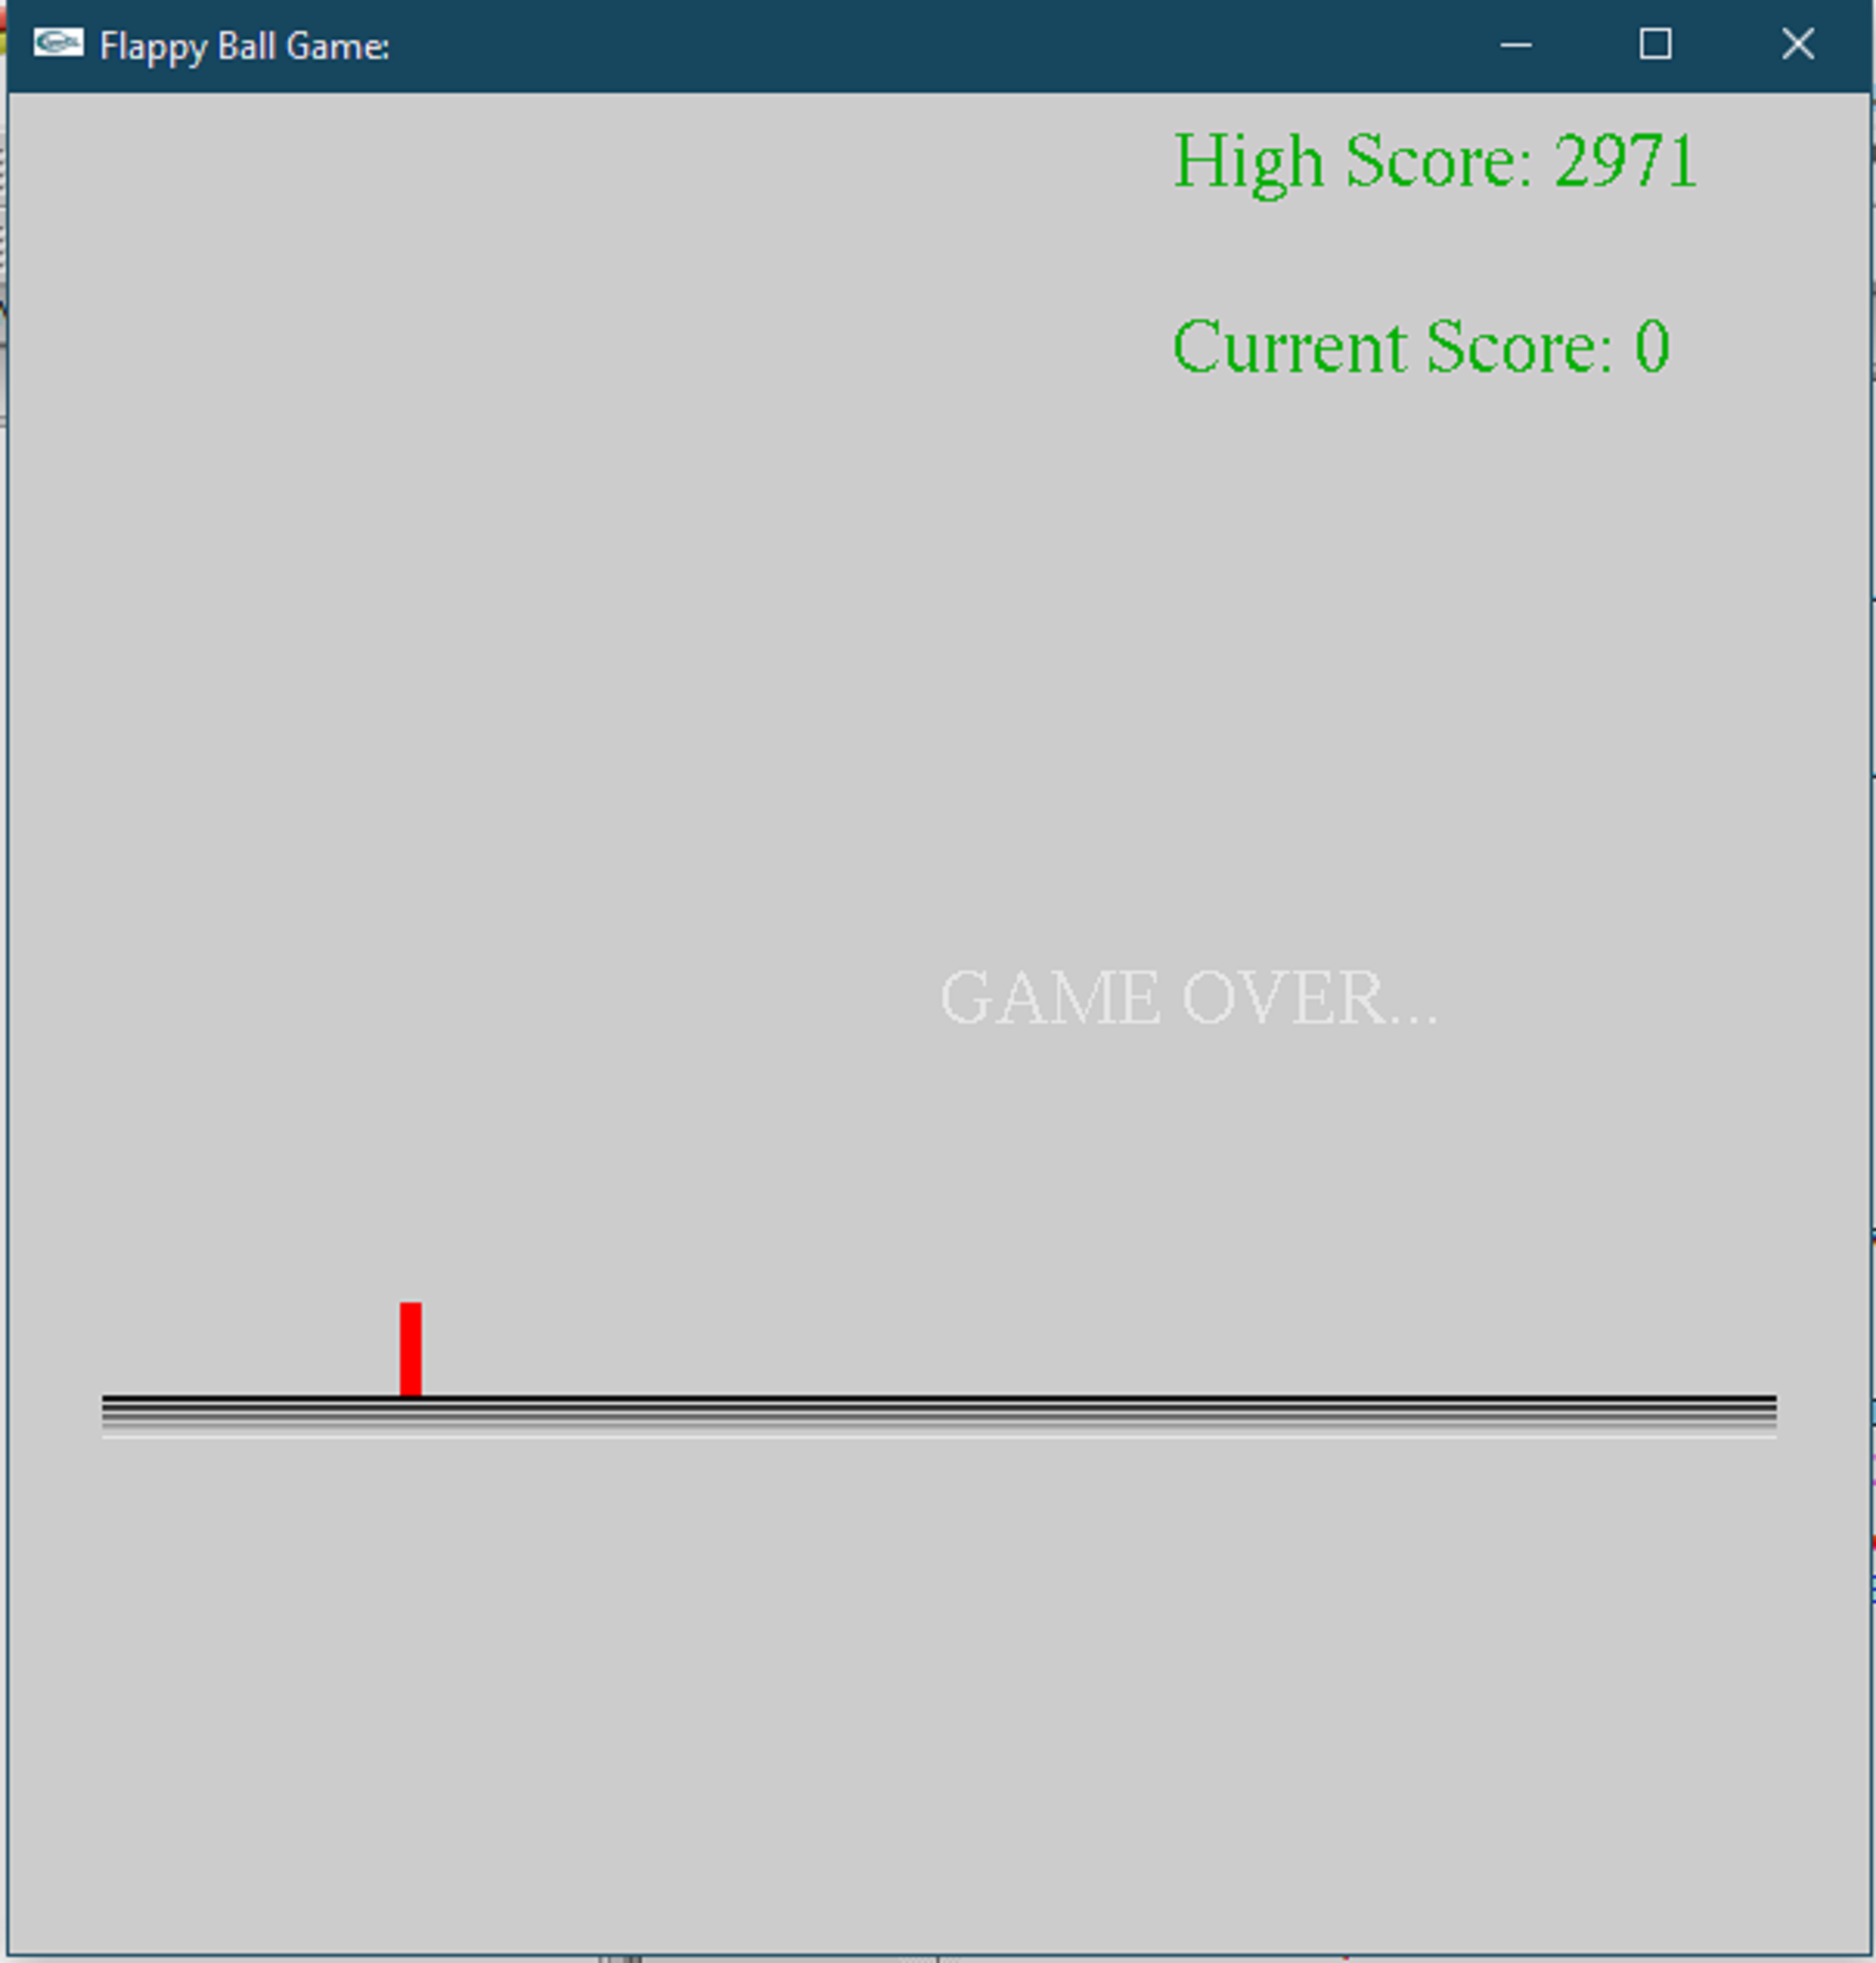 Flappy Ball Game:
High Score: 2971
Current Score: 0
GAME OVER...